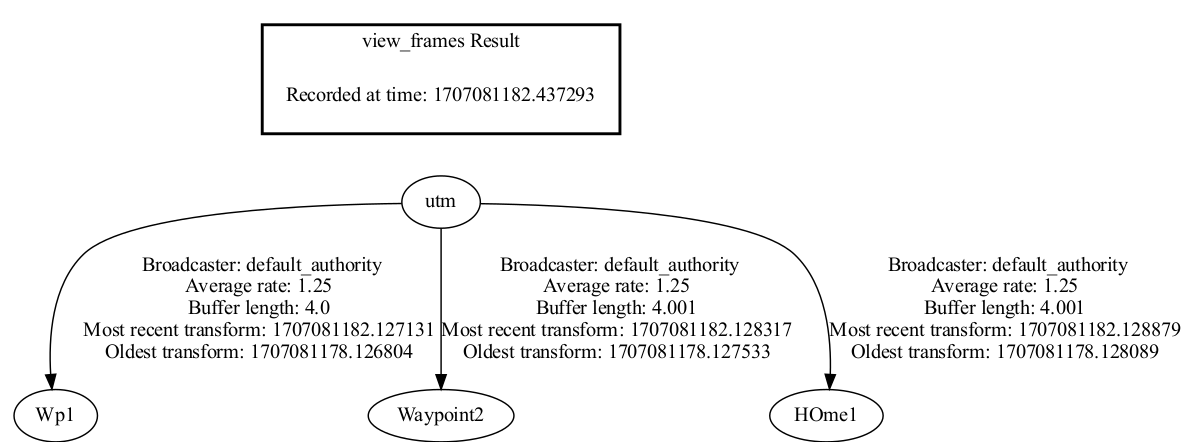 view_frames Result
Recorded at time: 1707081182.437293
utm
Broadcaster: default_authority
Average rate: 1.25
Buffer length: 4.0
Most recent transform: 1707081182.127131
Oldest transform: 1707081178.126804
Broadcaster: default_authority
Average rate: 1.25
Buffer length: 4.001
Most recent transform: 1707081182.128317
Oldest transform: 1707081178.127533
Broadcaster: default_authority
Average rate: 1.25
Buffer length: 4.001
Most recent transform: 1707081182.128879
Oldest transform: 1707081178.128089
Wp1
Waypoint2
HOme1